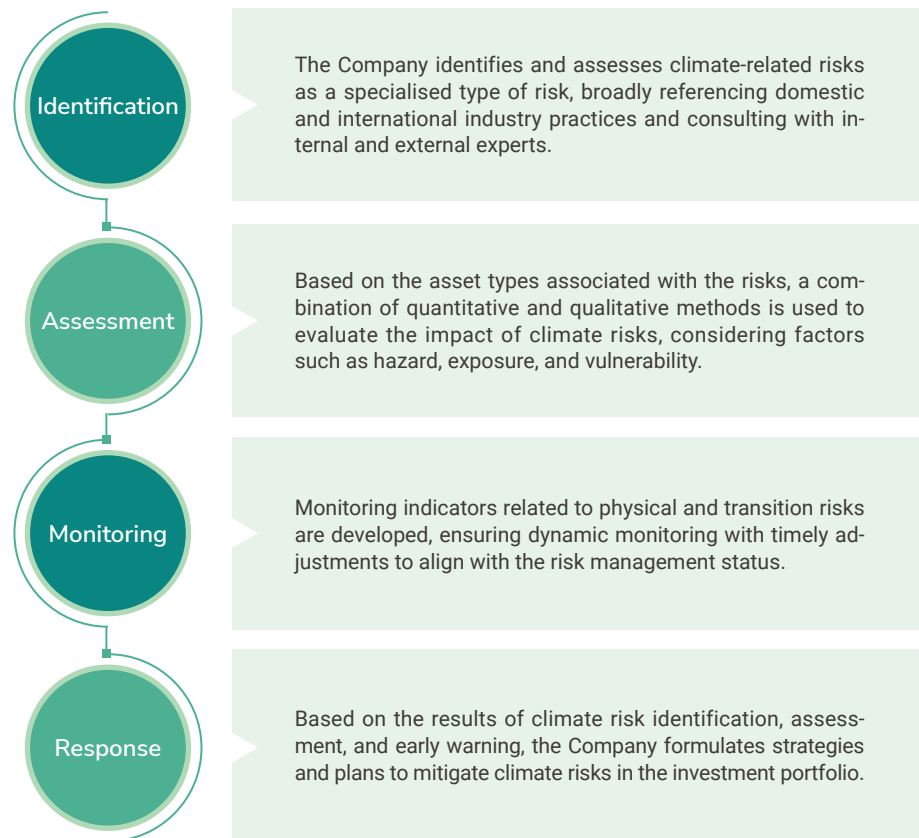 Identification
The Company identifies and assesses climate-related risks
as a specialised type of risk, broadly referencing domestic
and international industry practices and consulting with in-
ternal and external experts.
Assessment
Based on the asset types associated with the risks, a com-
bination of quantitative and qualitative methods is used to
evaluate the impact of climate risks, considering factors
such as hazard, exposure, and vulnerability.
Monitoring
Monitoring indicators related to physical and transition risks
are developed, ensuring dynamic monitoring with timely ad-
justments to align with the risk management status.
Response
Based on the results of climate risk identification, assess-
ment, and early warning, the Company formulates strategies
and plans to mitigate climate risks in the investment portfolio.